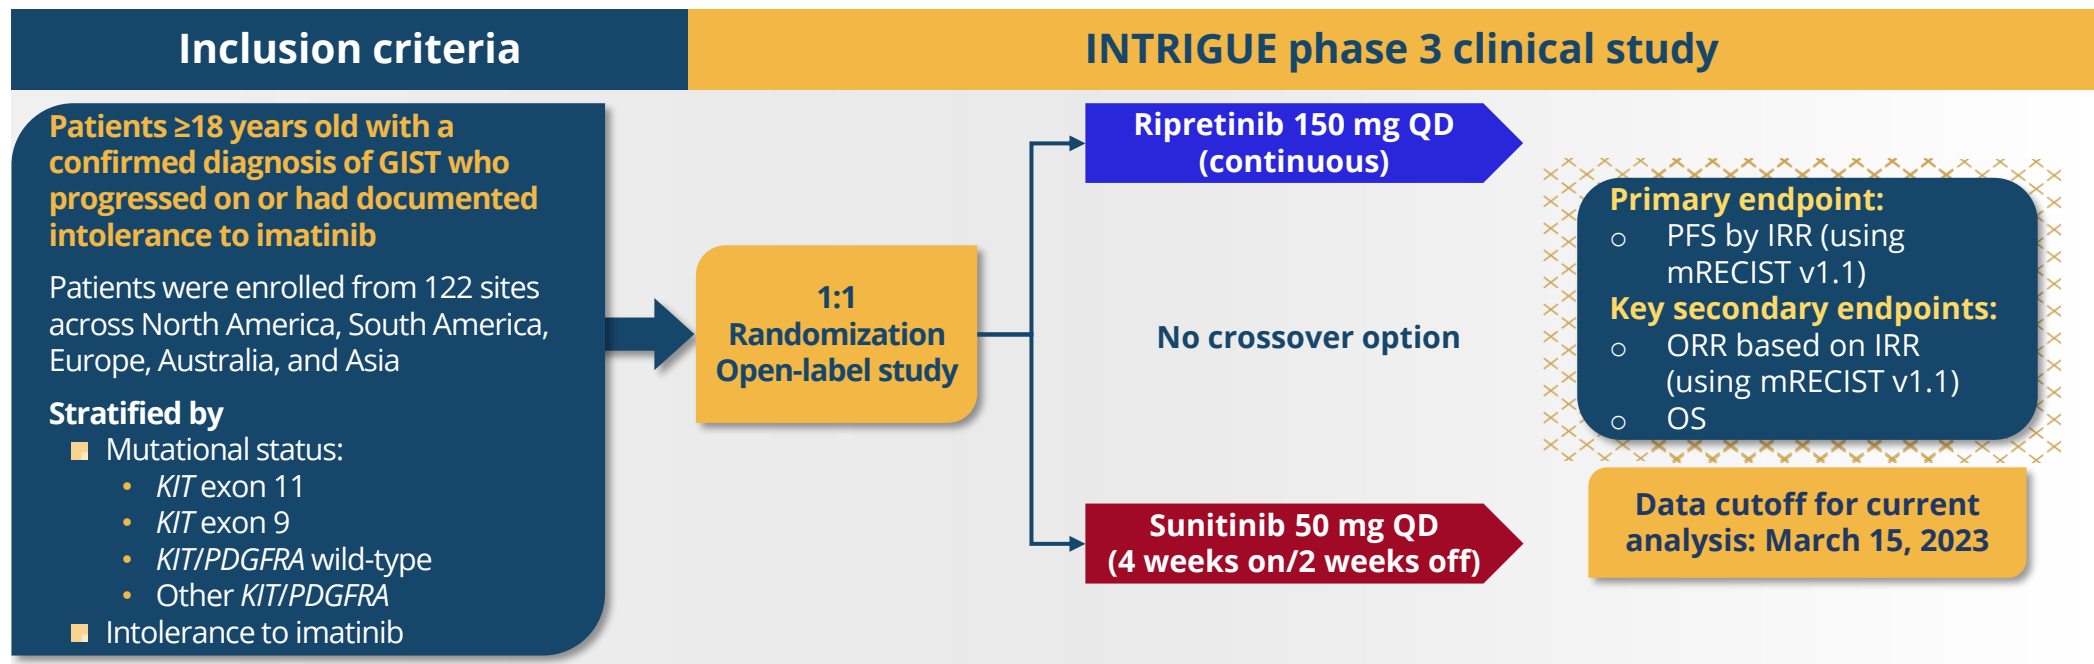 Inclusion criteria
INTRIGUE phase 3 clinical study
Patients ≥18 years old with a
confirmed diagnosis of GIST who
progressed on or had documented
intolerance to imatinib
Patients were enrolled from 122 sites
across North America, South America,
Europe, Australia, and Asia
Stratified by
Mutational status:
• KIT exon 11
• KIT exon 9
• KIT/PDGFRA wild-type
• Other KIT/PDGFRA
Intolerance to imatinib
1:1
Randomization
Open-label study
Ripretinib 150 mg QD
(continuous)
No crossover option
Sunitinib 50 mg QD
(4 weeks on/2 weeks off)
Primary endpoint:
o PFS by IRR (using
mRECIST v1.1)
Key secondary endpoints:
o ORR based on IRR
(using mRECIST v1.1)
o OS
Data cutoff for current
analysis: March 15, 2023